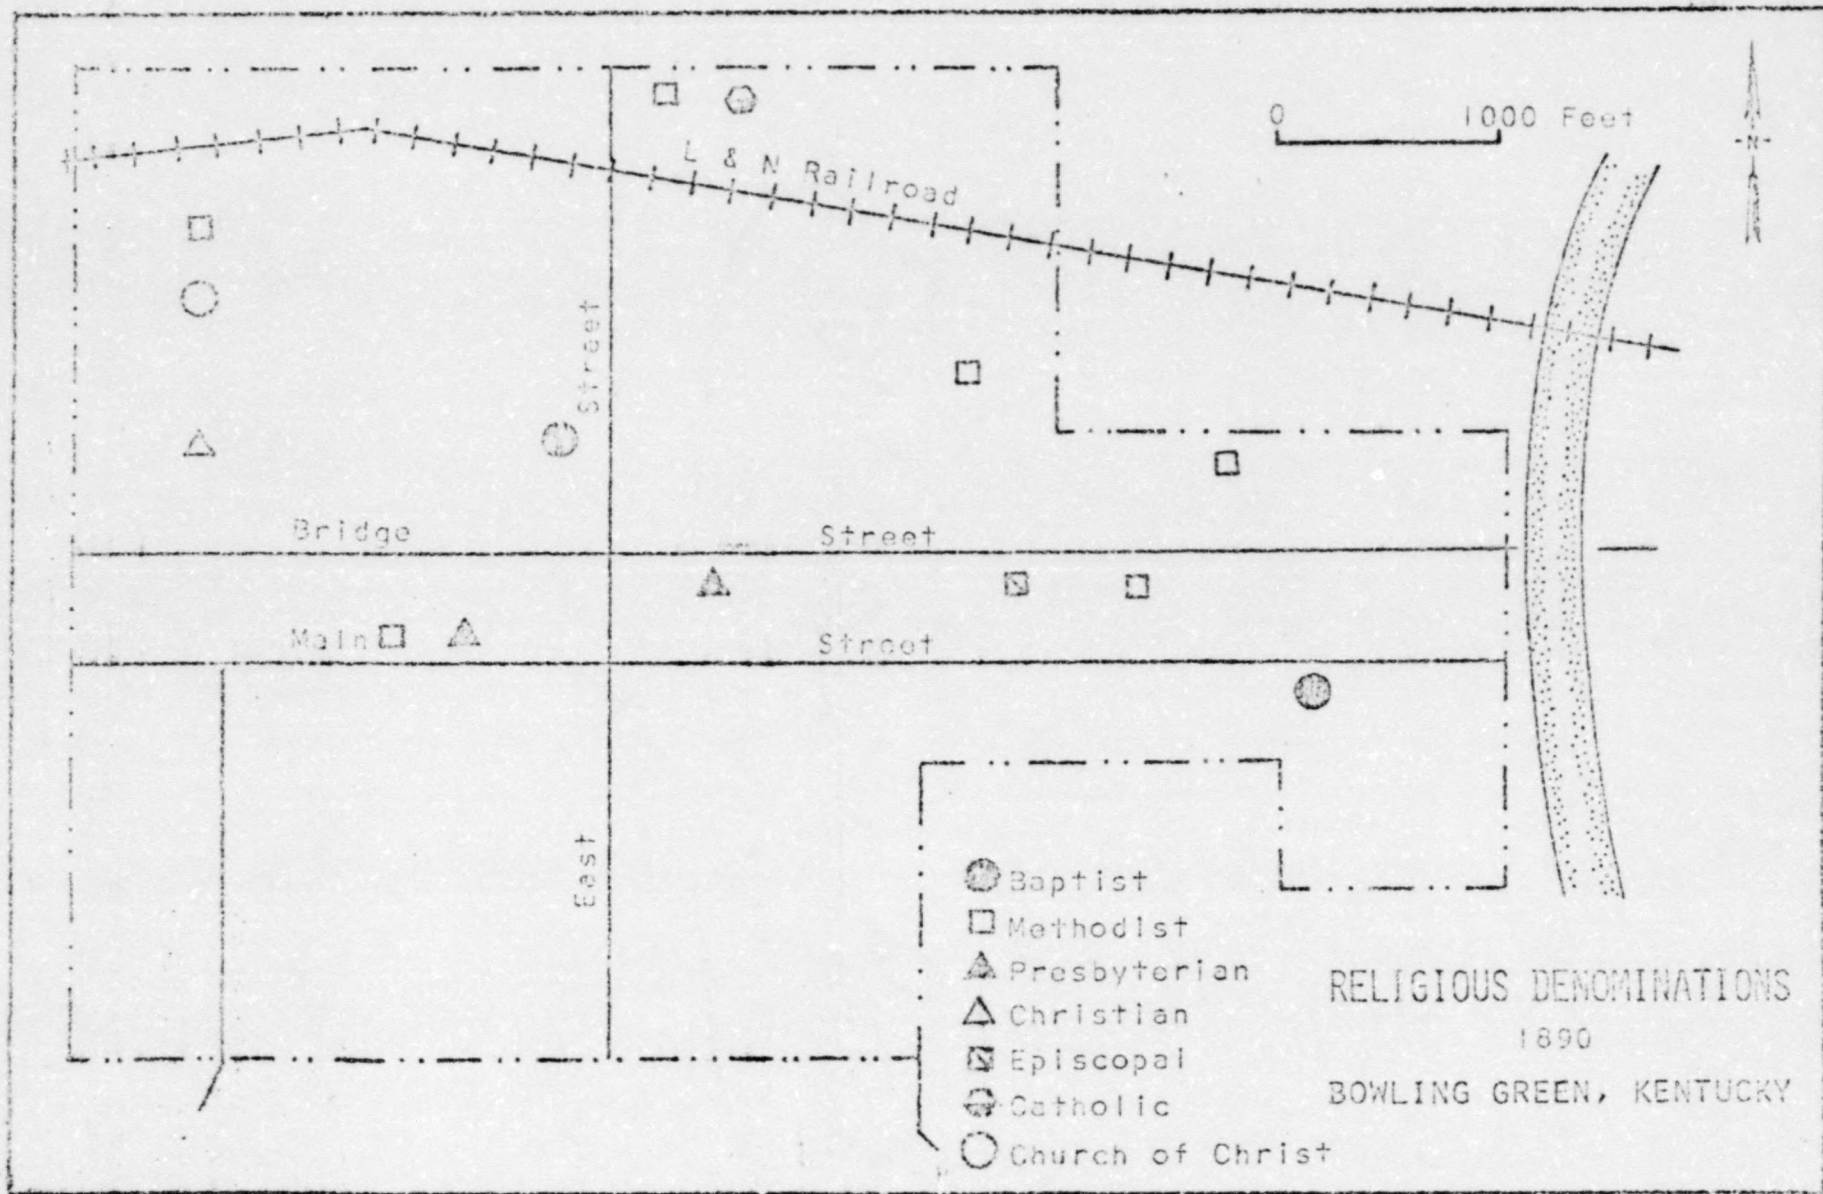 0 1000 Feet
N
L & N Railroad
Street
Bridge Street
Main Street
East
Baptist
Methodist
Presbyterian
Christian
Episcopal
Catholic
Church of Christ
RELIGIOUS DENOMINATIONS
1890
BOWLING GREEN, KENTUCKY